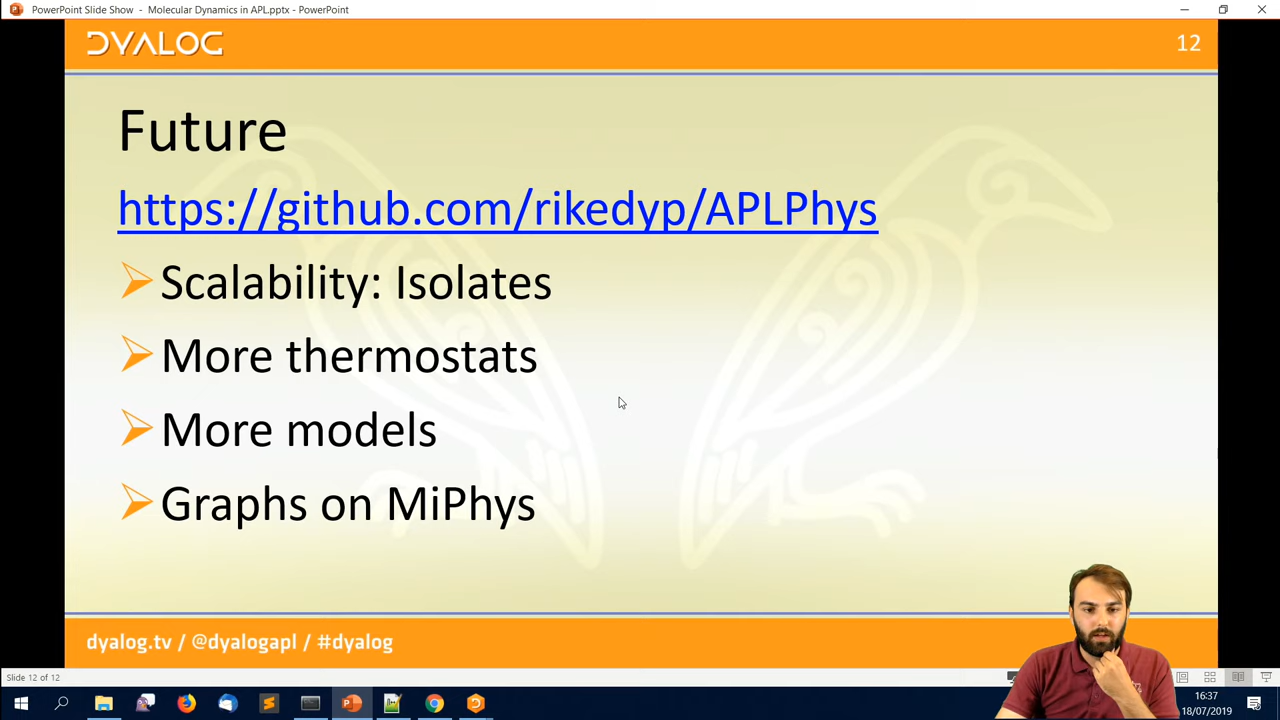 PowerPoint Slide Show - Molecular Dynamics in APL.pptx - PowerPoint
DYALOG
12
Future
https://github.com/rikedyp/APLPhys
Scalability: Isolates
More thermostats
More models
Graphs on MiPhys
dyalog.tv / @dyalogapl / #dyalog
Slide 12 of 12
16:37
18/07/2019